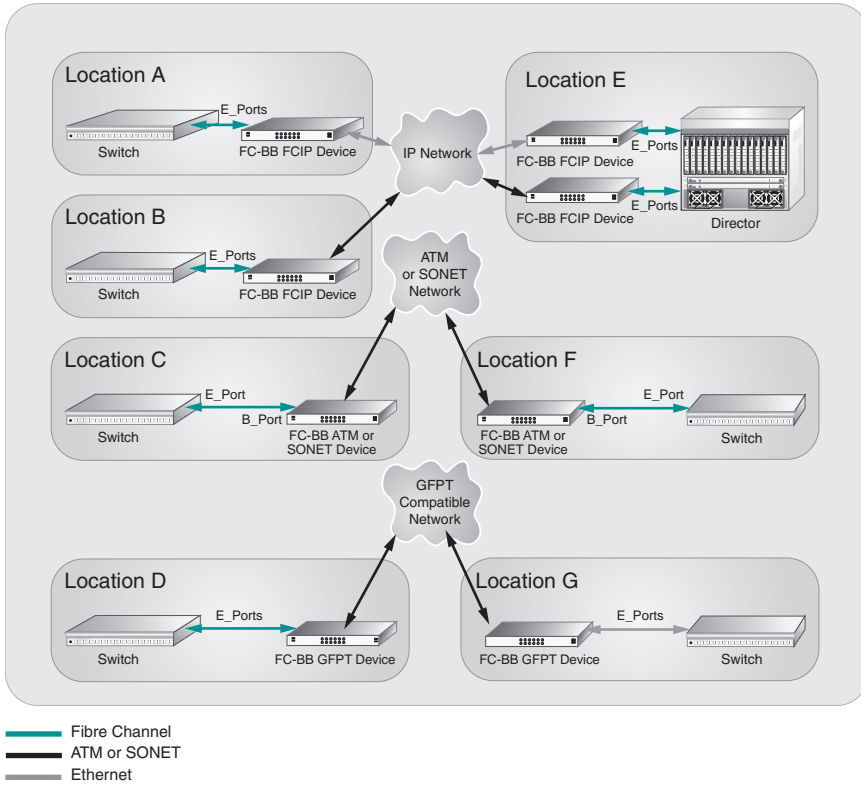 Location A
E_Ports
Switch
FC-BB FCIP Device
IP Network
Location E
FC-BB FCIP Device
E_Ports
FC-BB FCIP Device
E_Ports
Director
Location B
E_Ports
Switch
FC-BB FCIP Device
ATM
or SONET
Network
Location C
E_Port
B_Port
Switch
FC-BB ATM or
SONET Device
Location F
E_Port
B_Port
FC-BB ATM or
SONET Device
Switch
GFPT
Compatible
Network
Location D
E_Ports
Switch
FC-BB GFPT Device
Location G
E_Ports
FC-BB GFPT Device
Switch
Fibre Channel
ATM or SONET
Ethernet